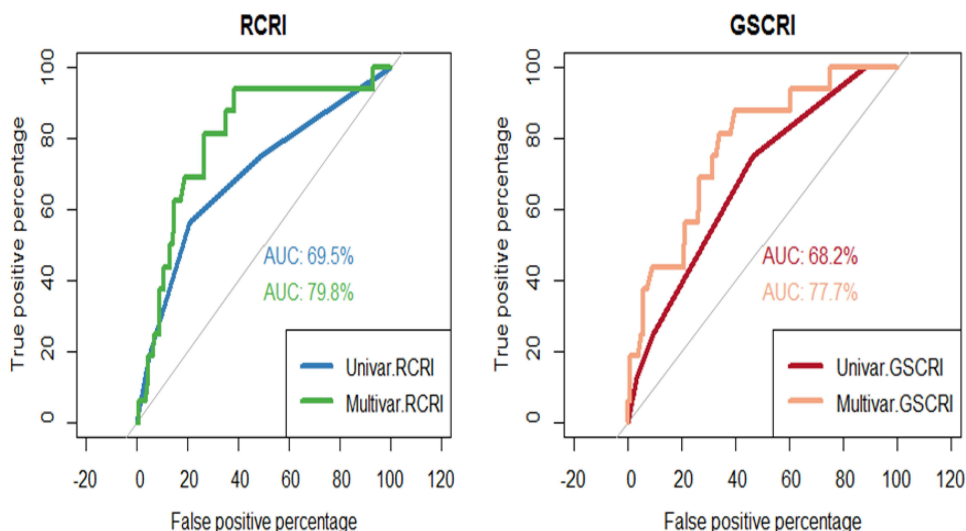 RCRI
True positive percentage
100
80
60
40
20
0
AUC: 69.5%
AUC: 79.8%
Univar.RCRI
Multivar.RCRI
-20 0 20 40 60 80 100 120
False positive percentage
GSCRI
True positive percentage
100
80
60
40
20
0
AUC: 68.2%
AUC: 77.7%
Univar.GSCRI
Multivar.GSCRI
-20 0 20 40 60 80 100 120
False positive percentage